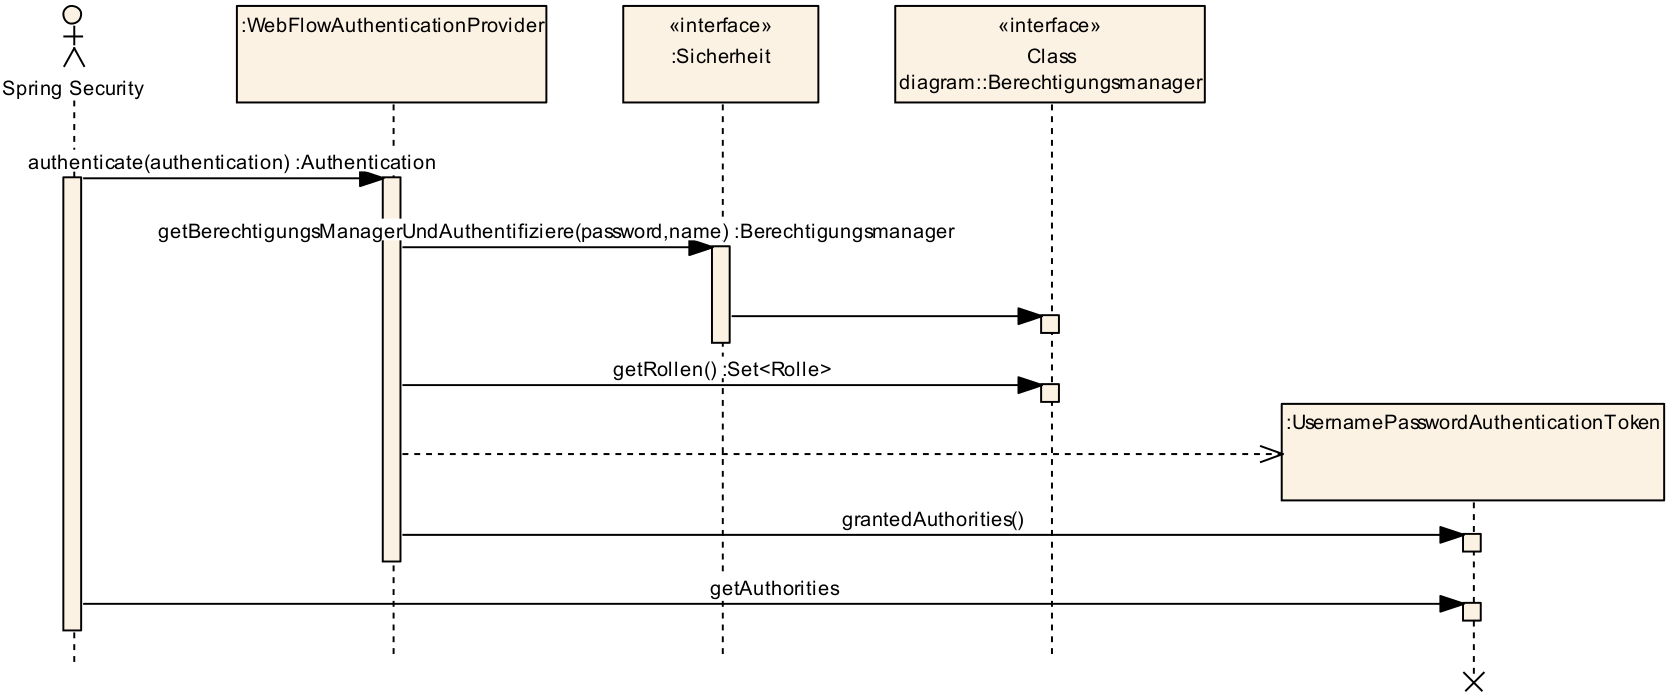 Spring Security
:WebFlowAuthenticationProvider
«interface»
:Sicherheit
«interface»
Class
diagram::Berechtigungsmanager
authenticate(authentication) :Authentication
getBerechtigungsManagerUndAuthentifiziere(password,name) :Berechtigungsmanager
getRollen() :Set<Rolle>
:UsernamePasswordAuthenticationToken
grantedAuthorities()
getAuthorities